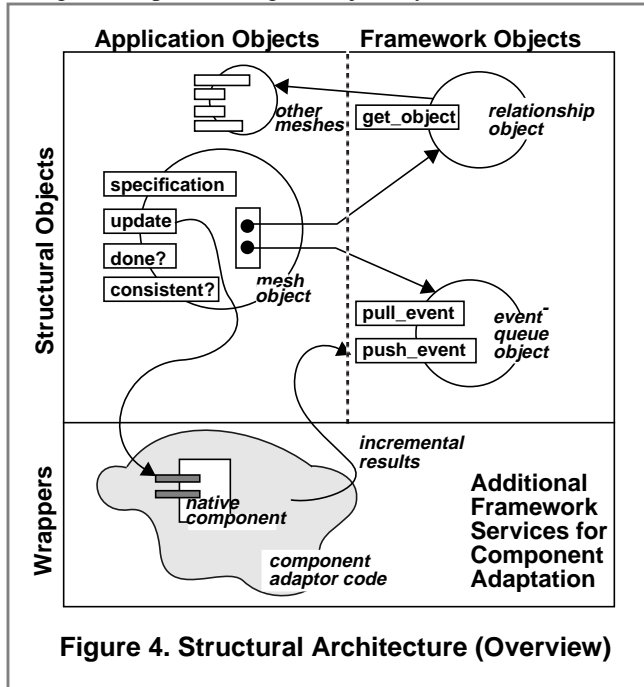 Application Objects
Framework Objects
Structural Objects
other
meshes
get_object
relationship
object
specification
update
done?
consistent?
mesh
object
pull_event
push_event
event-
queue
object
Wrappers
native
component
incremental
results
component
adaptor code
Additional
Framework
Services for
Component
Adaptation
Figure 4. Structural Architecture (Overview)